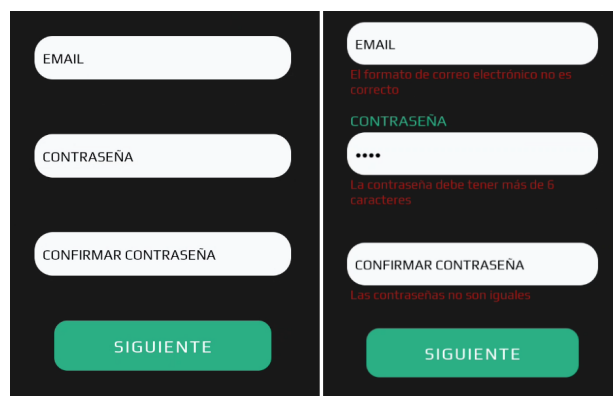 EMAIL
CONTRASEÑA
CONFIRMAR CONTRASEÑA
SIGUIENTE
EMAIL
El formato de correo electrónico no es
correcto
CONTRASEÑA
••••
La contraseña debe tener más de 6
caracteres
CONFIRMAR CONTRASEÑA
Las contraseñas no son iguales
SIGUIENTE